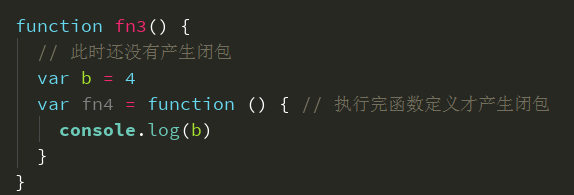 function fn3() {
// 此时还没有产生闭包
var b = 4
var fn4 = function () { // 执行完函数定义才产生闭包
console.log(b)
}
}